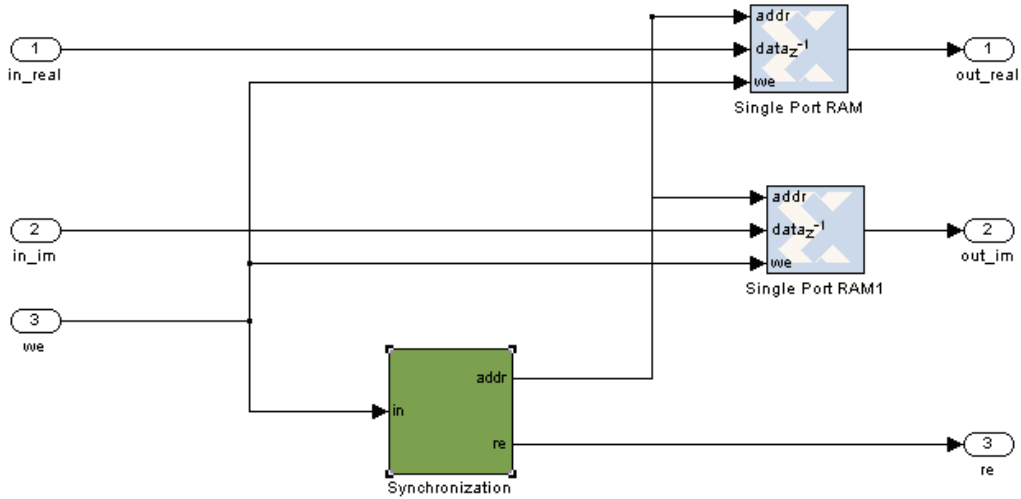 addr
1
data z⁻¹
1
in_real
out_real
we
Single Port RAM
addr
2
data z⁻¹
2
in_im
out_im
we
Single Port RAM1
3
we
addr
in
re
3
re
Synchronization